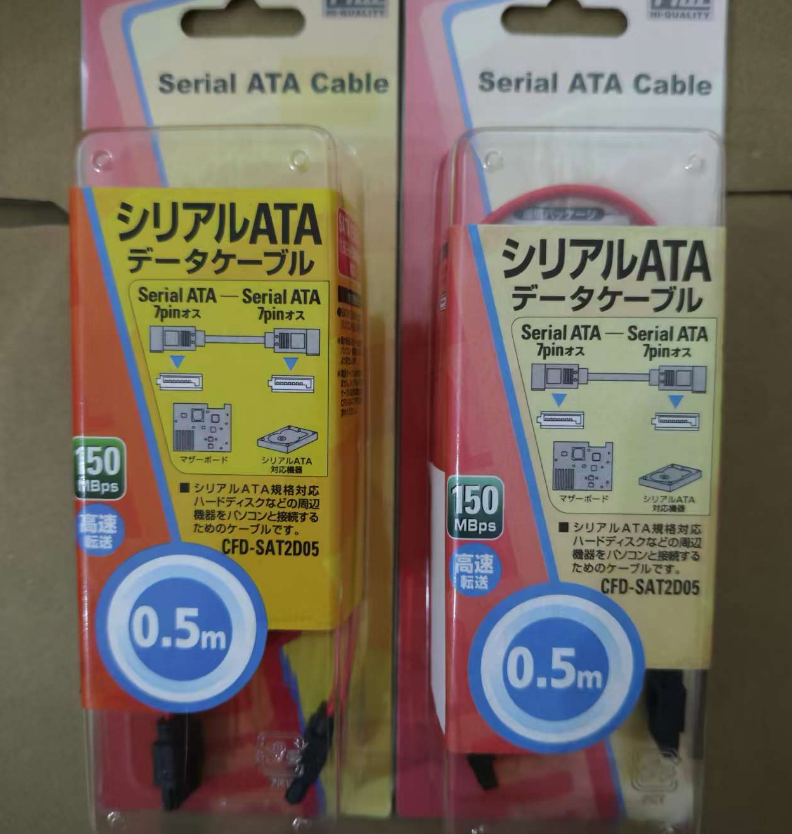 HI-QUALITY
Serial ATA Cable
シリアルATA
データケーブル
Serial ATA — Serial ATA
7pinオス 7pinオス
マザーボード
シリアルATA
対応機器
150
MBps
高速
転送
■シリアルATA規格対応
ハードディスクなどの周辺
機器をパソコンと接続する
ためのケーブルです。
CFD-SAT2D05
0.5m
HI-QUALITY
Serial ATA Cable
パッケージ
シリアルATA
データケーブル
Serial ATA — Serial ATA
7pinオス 7pinオス
マザーボード
シリアルATA
対応機器
150
MBps
高速
転送
■シリアルATA規格対応
ハードディスクなどの周辺
機器をパソコンと接続する
ためのケーブルです。
CFD-SAT2D05
0.5m